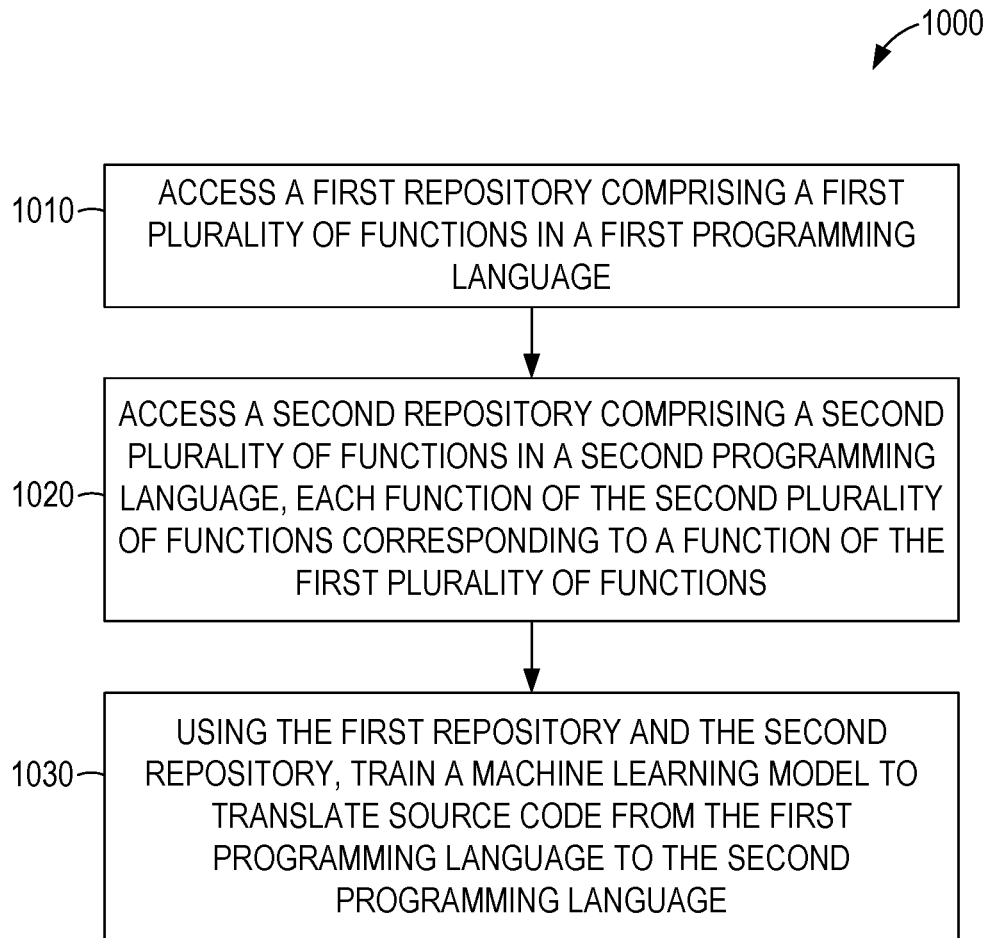 1000
1010
ACCESS A FIRST REPOSITORY COMPRISING A FIRST
PLURALITY OF FUNCTIONS IN A FIRST PROGRAMMING
LANGUAGE
1020
ACCESS A SECOND REPOSITORY COMPRISING A SECOND
PLURALITY OF FUNCTIONS IN A SECOND PROGRAMMING
LANGUAGE, EACH FUNCTION OF THE SECOND PLURALITY
OF FUNCTIONS CORRESPONDING TO A FUNCTION OF THE
FIRST PLURALITY OF FUNCTIONS
1030
USING THE FIRST REPOSITORY AND THE SECOND
REPOSITORY, TRAIN A MACHINE LEARNING MODEL TO
TRANSLATE SOURCE CODE FROM THE FIRST
PROGRAMMING LANGUAGE TO THE SECOND
PROGRAMMING LANGUAGE